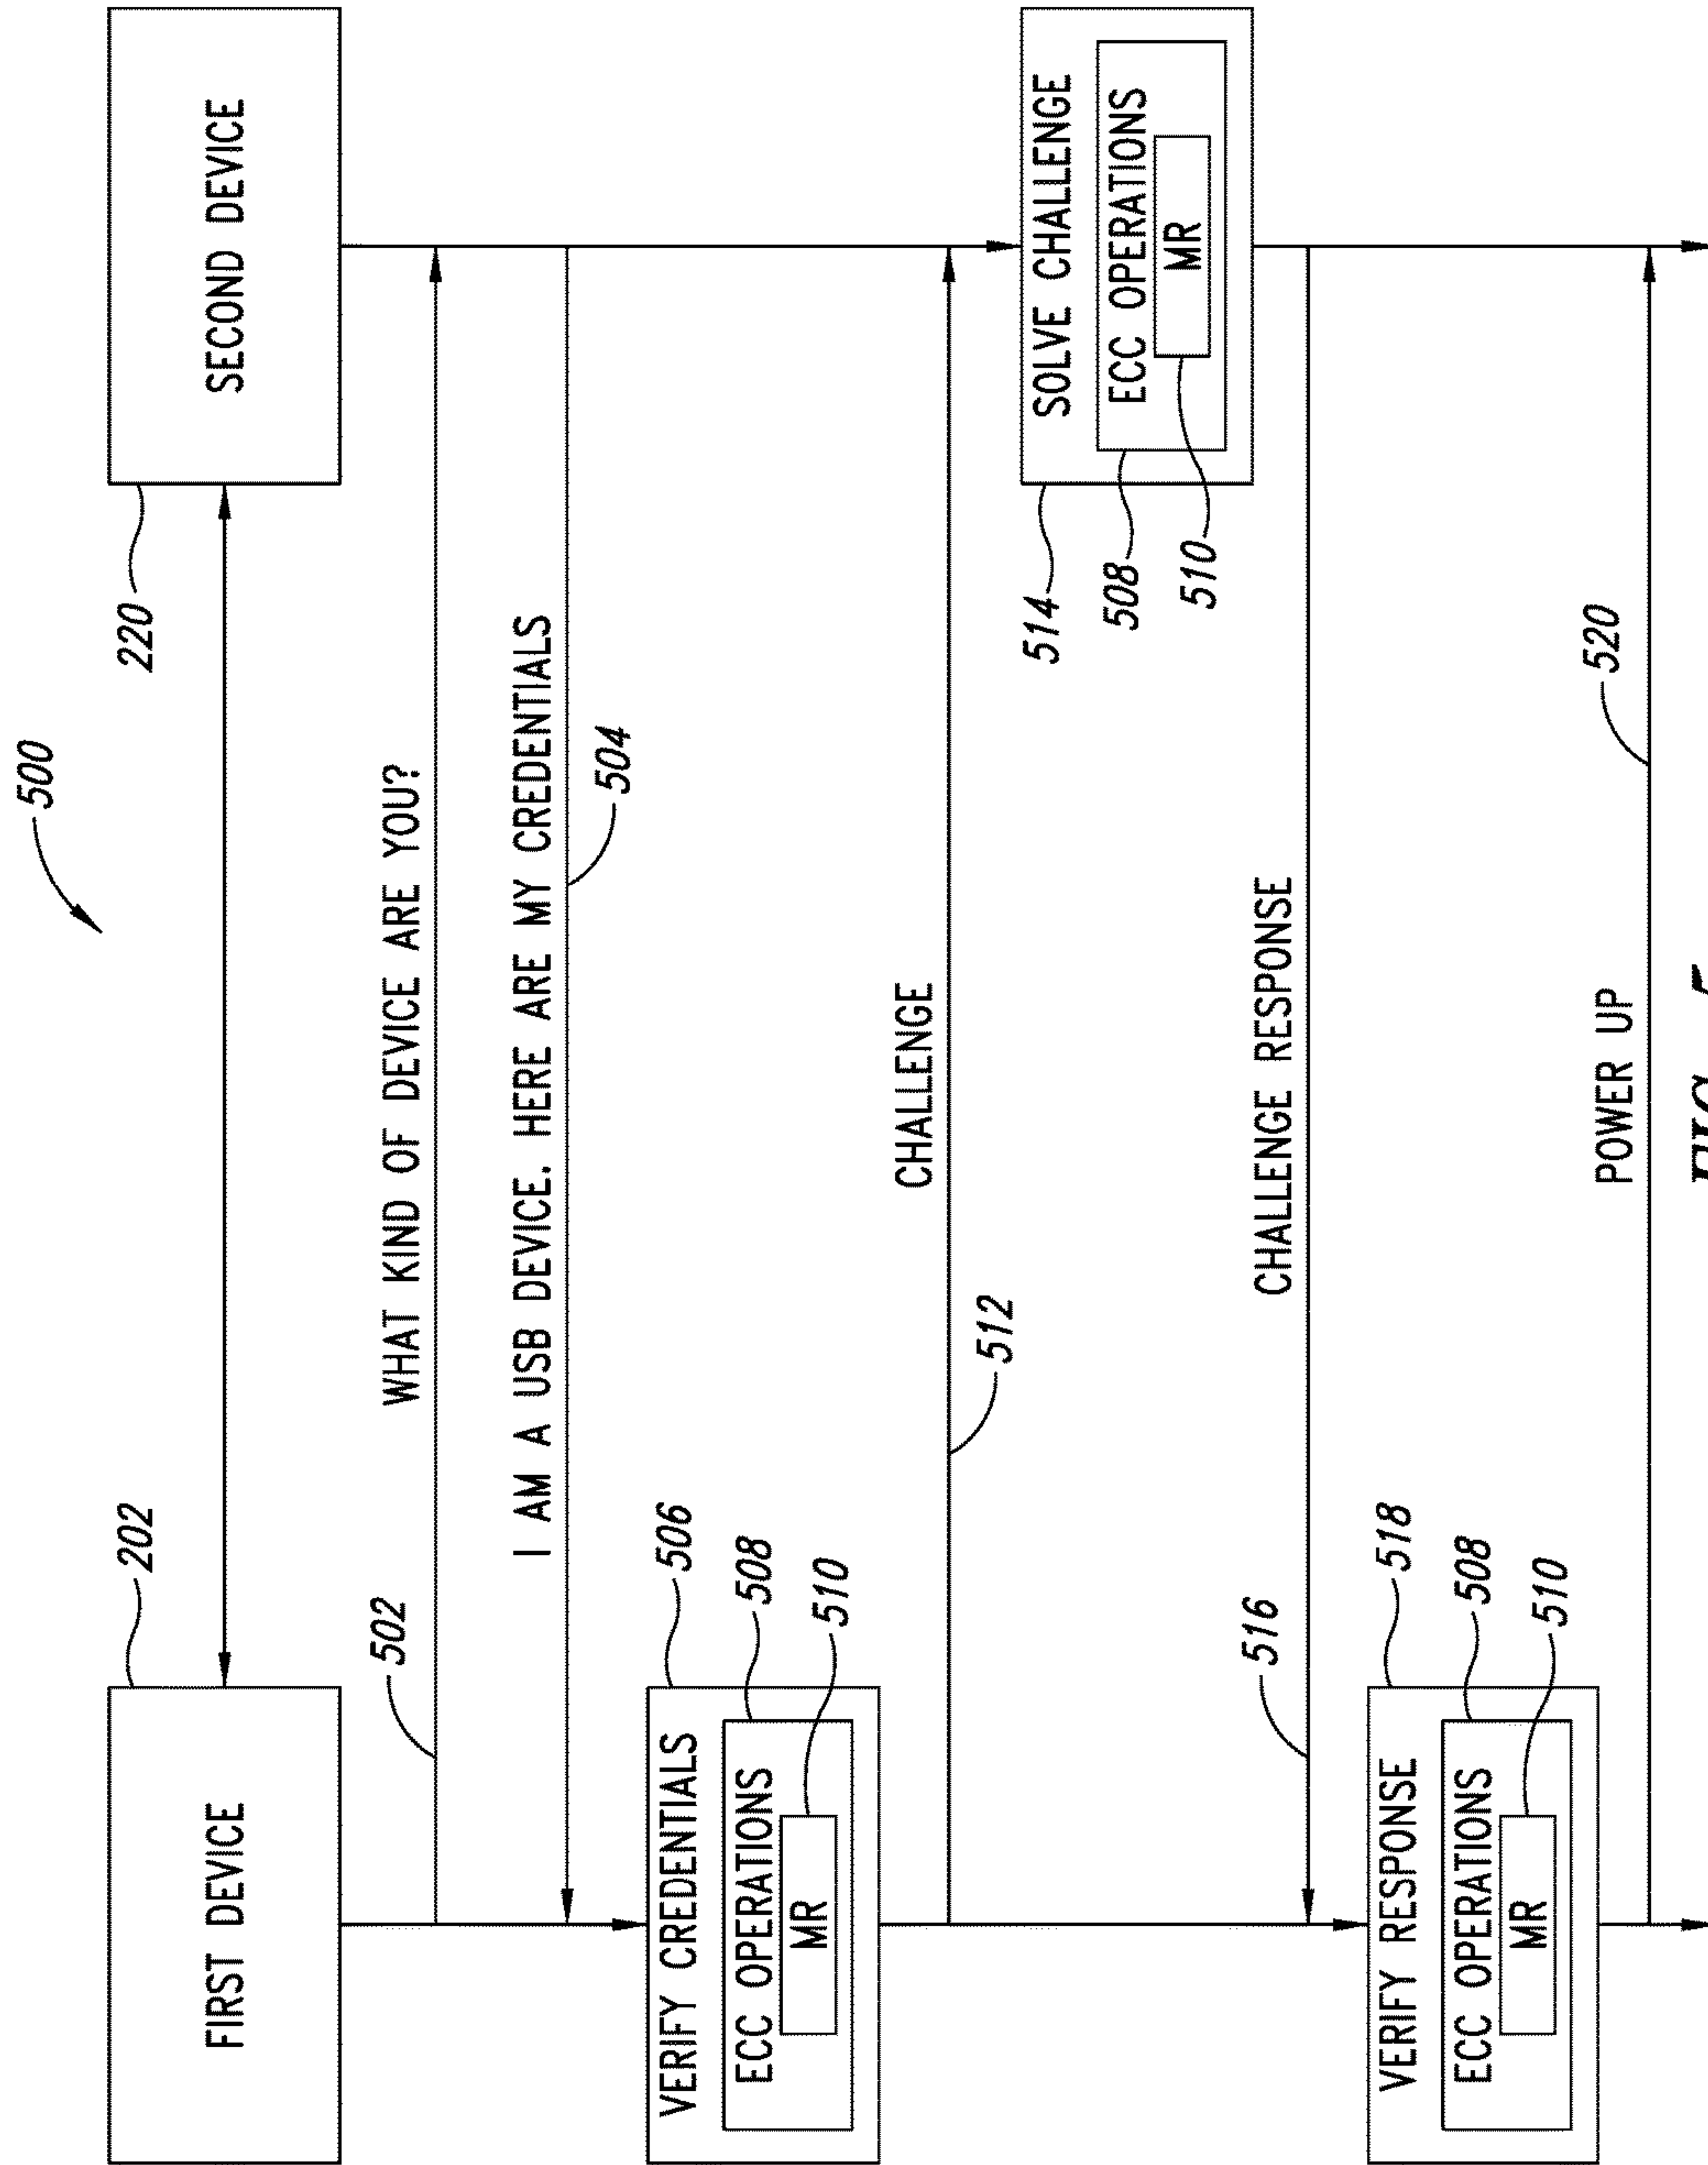 500
202
220
FIRST DEVICE
SECOND DEVICE
502
WHAT KIND OF DEVICE ARE YOU?
I AM A USB DEVICE. HERE ARE MY CREDENTIALS
504
506
VERIFY CREDENTIALS
508
ECC OPERATIONS
510
MR
CHALLENGE
512
514
SOLVE CHALLENGE
508
ECC OPERATIONS
510
MR
CHALLENGE RESPONSE
516
518
VERIFY RESPONSE
508
ECC OPERATIONS
510
MR
520
POWER UP
FIG. 5